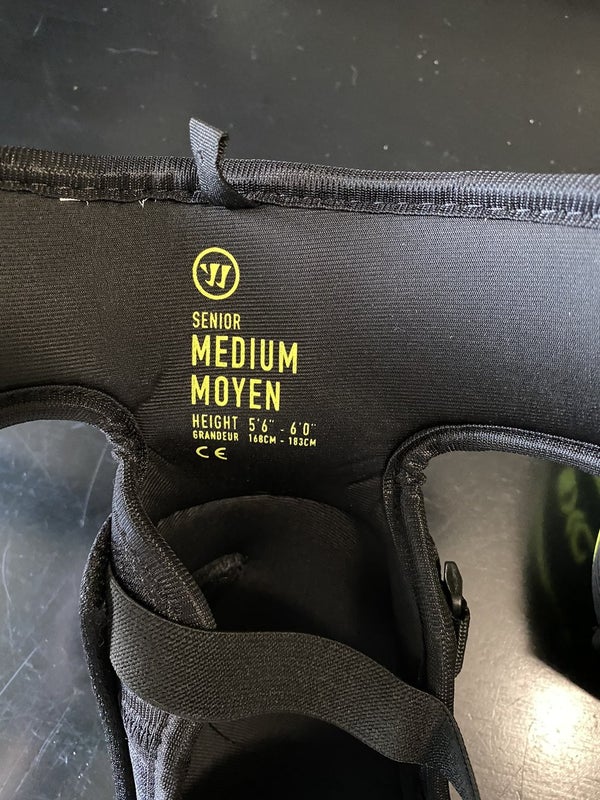 SENIOR
MEDIUM
MOYEN
HEIGHT 5'6" - 6'0"
GRANDEUR 168CM - 183CM
CE